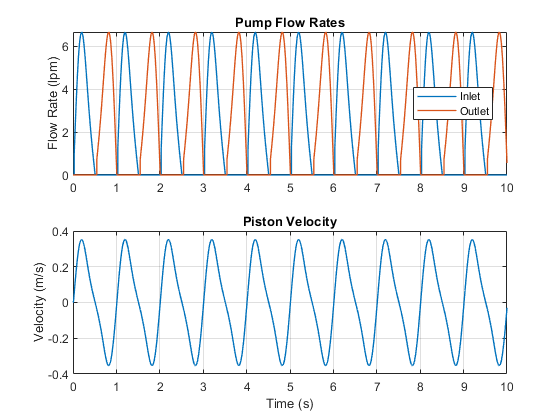 Pump Flow Rates
Flow Rate (lpm)
6
4
2
0
Inlet
Outlet
0 1 2 3 4 5 6 7 8 9 10
Piston Velocity
Velocity (m/s)
0.4
0.2
0
-0.2
-0.4
0 1 2 3 4 5 6 7 8 9 10
Time (s)